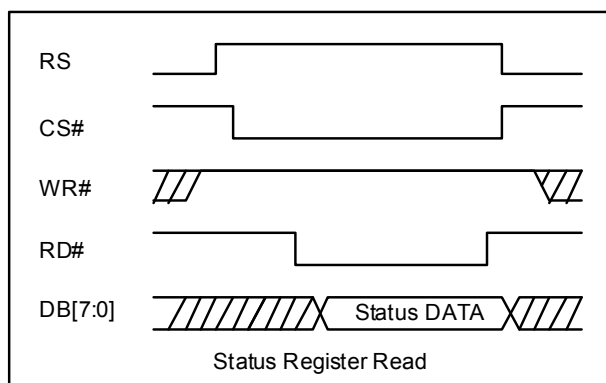 RS
CS#
WR#
RD#
DB[7:0]
Status DATA
Status Register Read